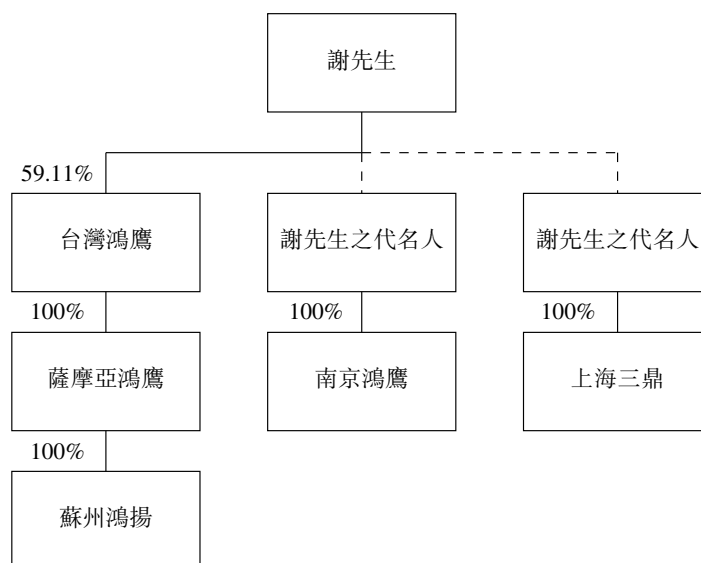 謝先生
59.11%
台灣鴻鷹
謝先生之代名人
謝先生之代名人
100%
100%
100%
薩摩亞鴻鷹
南京鴻鷹
上海三鼎
100%
蘇州鴻揚